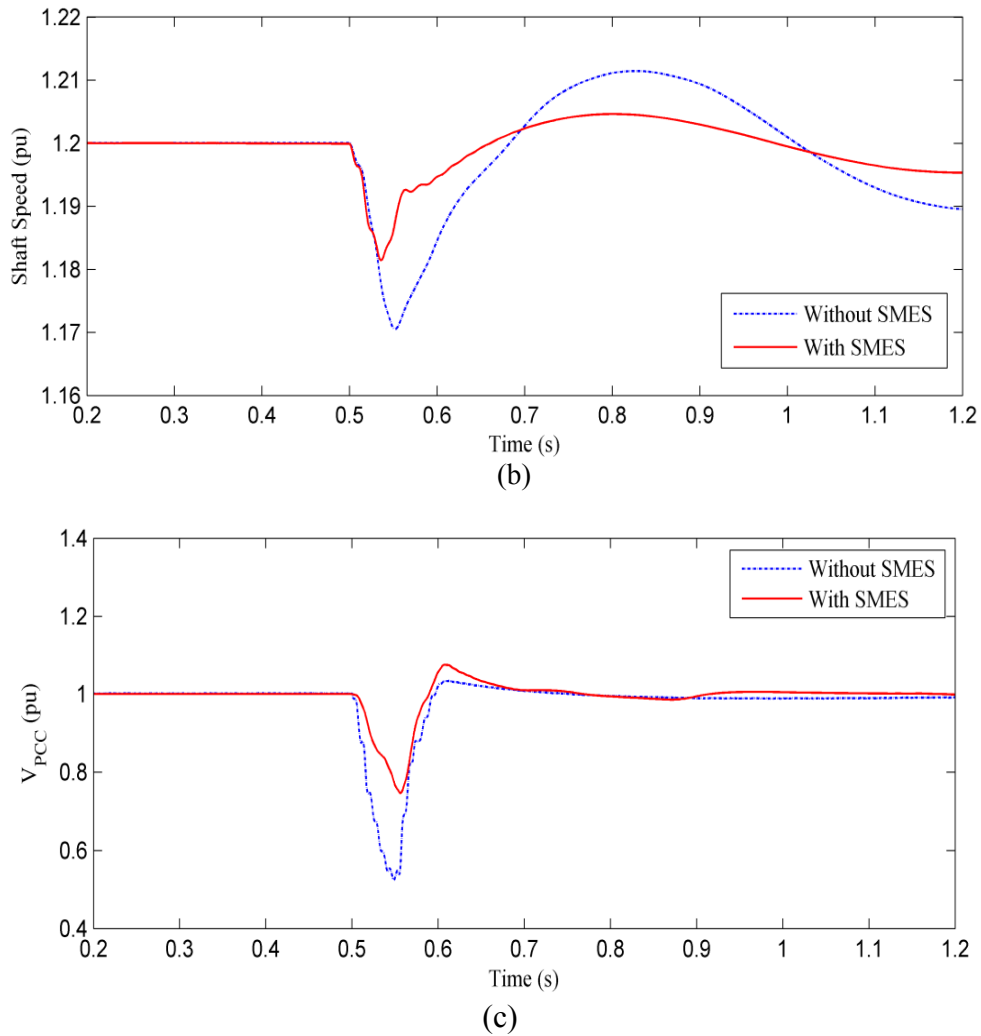 1.22
1.21
1.20
1.19
1.18
1.17
1.16
Shaft Speed (pu)
Without SMES
With SMES
0.2 0.3 0.4 0.5 0.6 0.7 0.8 0.9 1 1.1 1.2
Time (s)
(b)
1.4
1.2
1
0.8
0.6
0.4
VPCC (pu)
Without SMES
With SMES
0.2 0.3 0.4 0.5 0.6 0.7 0.8 0.9 1 1.1 1.2
Time (s)
(c)